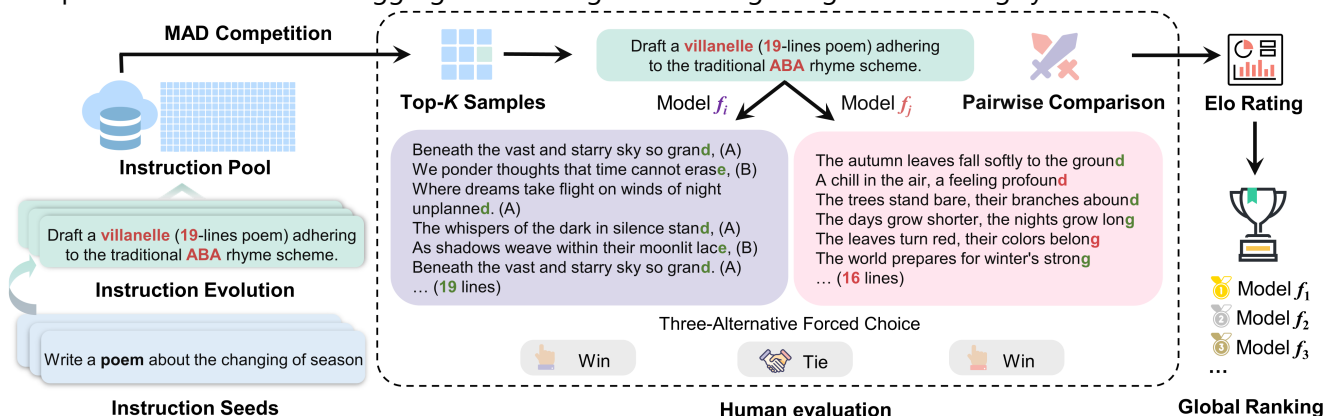 MAD Competition
Instruction Pool
Draft a villanelle (19-lines poem) adhering
to the traditional ABA rhyme scheme.
Instruction Evolution
Write a poem about the changing of season
Instruction Seeds
Top-K Samples
Draft a villanelle (19-lines poem) adhering
to the traditional ABA rhyme scheme.
Pairwise Comparison
Model fi
Model fj
Beneath the vast and starry sky so grand, (A)
We ponder thoughts that time cannot erase, (B)
Where dreams take flight on winds of night
unplanned. (A)
The whispers of the dark in silence stand, (A)
As shadows weave within their moonlit lace, (B)
Beneath the vast and starry sky so grand. (A)
… (19 lines)
The autumn leaves fall softly to the ground
A chill in the air, a feeling profound
The trees stand bare, their branches abound
The days grow shorter, the nights grow long
The leaves turn red, their colors belong
The world prepares for winter's strong
… (16 lines)
Three-Alternative Forced Choice
Win
Tie
Win
Human evaluation
Elo Rating
1 Model f1
2 Model f2
3 Model f3
...
Global Ranking